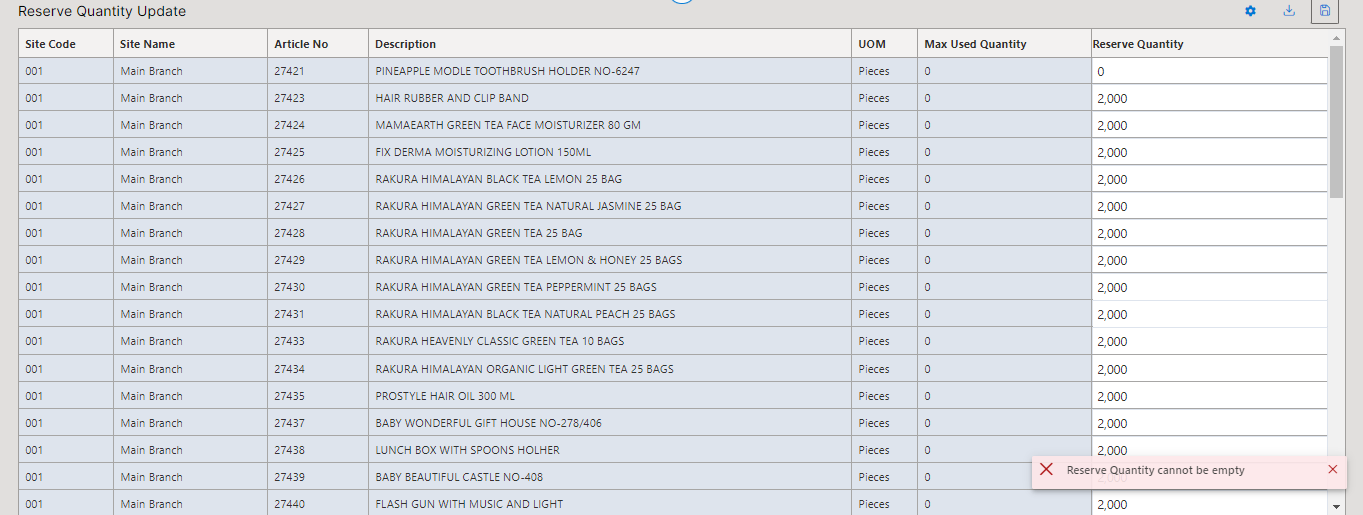 Reserve Quantity Update
Site Code Site Name Article No Description UOM Max Used Quantity Reserve Quantity
001 Main Branch 27421 PINEAPPLE MODLE TOOTHBRUSH HOLDER NO-6247 Pieces 0 0
001 Main Branch 27423 HAIR RUBBER AND CLIP BAND Pieces 0 2,000
001 Main Branch 27424 MAMAEARTH GREEN TEA FACE MOISTURIZER 80 GM Pieces 0 2,000
001 Main Branch 27425 FIX DERMA MOISTURIZING LOTION 150ML Pieces 0 2,000
001 Main Branch 27426 RAKURA HIMALAYAN BLACK TEA LEMON 25 BAG Pieces 0 2,000
001 Main Branch 27427 RAKURA HIMALAYAN GREEN TEA NATURAL JASMINE 25 BAG Pieces 0 2,000
001 Main Branch 27428 RAKURA HIMALAYAN GREEN TEA 25 BAG Pieces 0 2,000
001 Main Branch 27429 RAKURA HIMALAYAN GREEN TEA LEMON & HONEY 25 BAGS Pieces 0 2,000
001 Main Branch 27430 RAKURA HIMALAYAN GREEN TEA PEPPERMINT 25 BAGS Pieces 0 2,000
001 Main Branch 27431 RAKURA HIMALAYAN BLACK TEA NATURAL PEACH 25 BAGS Pieces 0 2,000
001 Main Branch 27433 RAKURA HEAVENLY CLASSIC GREEN TEA 10 BAGS Pieces 0 2,000
001 Main Branch 27434 RAKURA HIMALAYAN ORGANIC LIGHT GREEN TEA 25 BAGS Pieces 0 2,000
001 Main Branch 27435 PROSTYLE HAIR OIL 300 ML Pieces 0 2,000
001 Main Branch 27437 BABY WONDERFUL GIFT HOUSE NO-278/406 Pieces 0 2,000
001 Main Branch 27438 LUNCH BOX WITH SPOONS HOLHER Pieces 0 2,000
001 Main Branch 27439 BABY BEAUTIFUL CASTLE NO-408 Pieces 0
Reserve Quantity cannot be empty
001 Main Branch 27440 FLASH GUN WITH MUSIC AND LIGHT Pieces 0 2,000